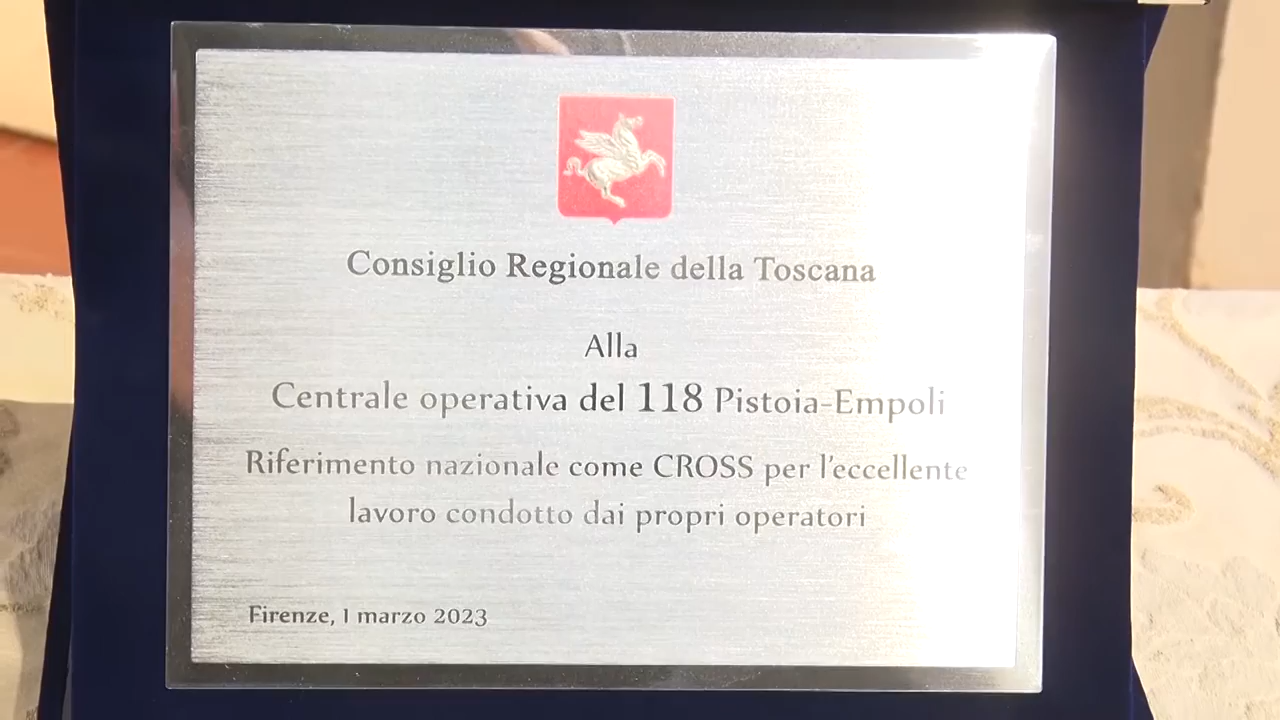 Consiglio Regionale della Toscana
Alla
Centrale operativa del 118 Pistoia-Empoli
Riferimento nazionale come CROSS per l'eccellente
lavoro condotto dai propri operatori
Firenze, 1 marzo 2023